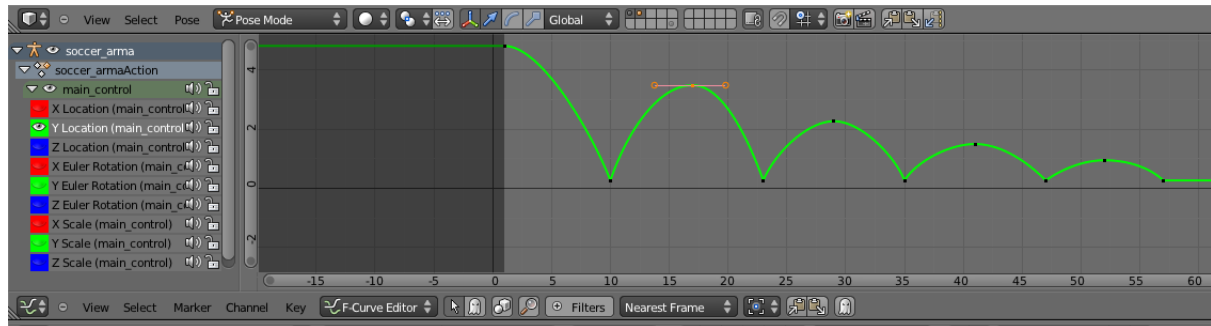 View Select Pose Pose Mode Global
soccer_arma
soccer_armaAction
main_control
X Location (main_control
Y Location (main_control
Z Location (main_control
X Euler Rotation (main_c
Y Euler Rotation (main_c
Z Euler Rotation (main_c
X Scale (main_control)
Y Scale (main_control)
Z Scale (main_control)
4
2
0
-2
-15 -10 -5 0 5 10 15 20 25 30 35 40 45 50 55 60
View Select Marker Channel Key F-Curve Editor Filters Nearest Frame